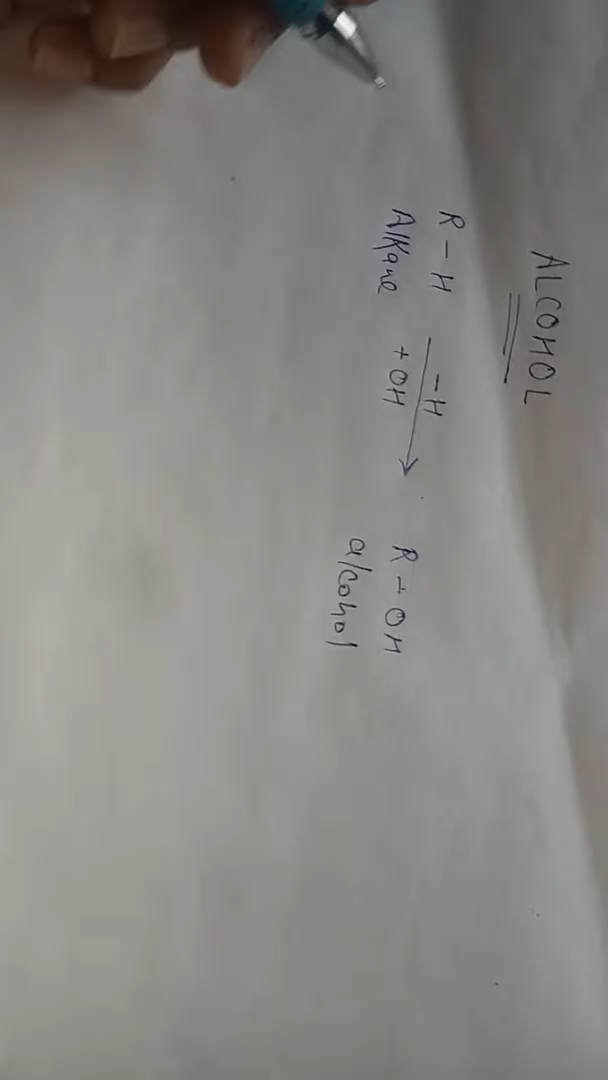 ALCOHOL
R - H —-H→ R - OH
Alkane +OH alcohol